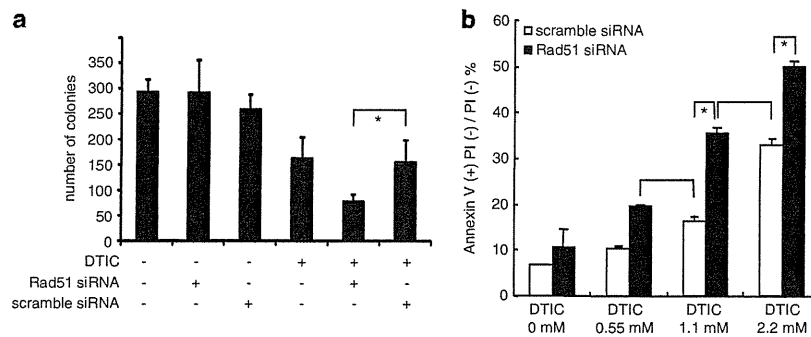 a
number of colonies
350
300
250
200
150
100
50
0
*
DTIC - - - + + +
Rad51 siRNA - + - - + -
scramble siRNA - - + - - +
b
Annexin V (+) PI (-) / PI (-) %
60
50
40
30
20
10
0
scramble siRNA
Rad51 siRNA
*
*
DTIC DTIC DTIC DTIC
0 mM 0.55 mM 1.1 mM 2.2 mM